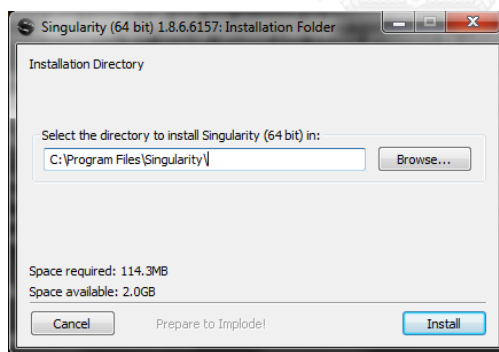 Singularity (64 bit) 1.8.6.6157: Installation Folder
Installation Directory
Select the directory to install Singularity (64 bit) in:
C:\Program Files\Singularity\
Browse...
Space required: 114.3MB
Space available: 2.0GB
Cancel
Prepare to Implode!
Install